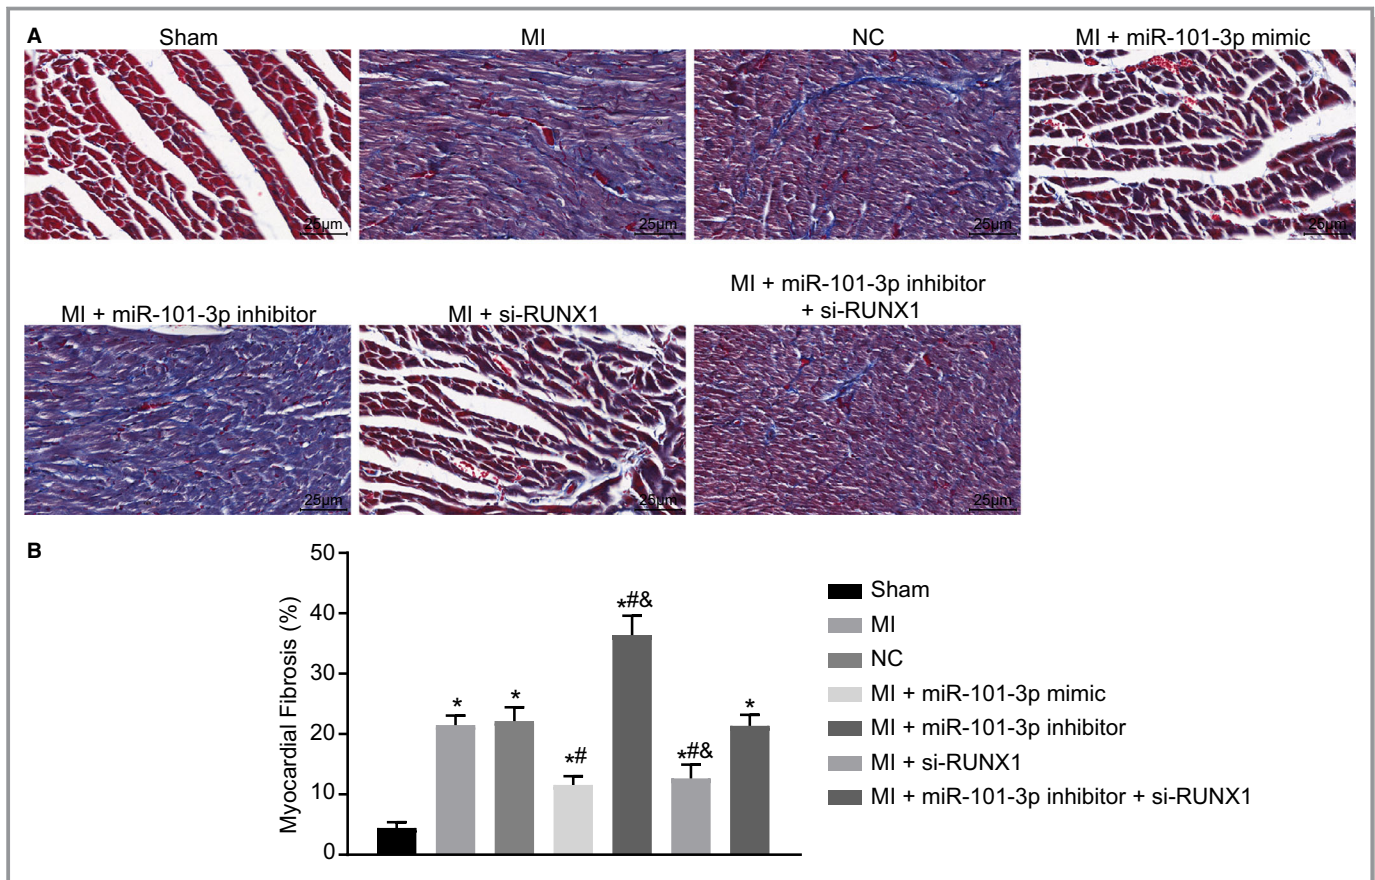 A
Sham
MI
NC
MI + miR-101-3p mimic
25µm
25µm
25µm
25µm
MI + miR-101-3p inhibitor
MI + si-RUNX1
MI + miR-101-3p inhibitor
+ si-RUNX1
25µm
25µm
25µm
B
Myocardial Fibrosis (%)
50
40
30
20
10
0
*
*
*#
*#&
*#&
*
Sham
MI
NC
MI + miR-101-3p mimic
MI + miR-101-3p inhibitor
MI + si-RUNX1
MI + miR-101-3p inhibitor + si-RUNX1